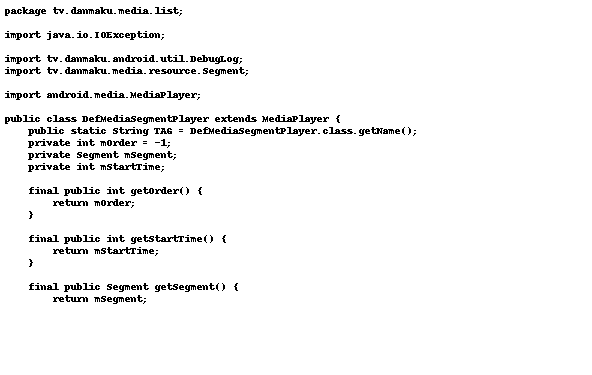 package tv.danmaku.media.list;

import java.io.IOException;

import tv.danmaku.android.util.DebugLog;
import tv.danmaku.media.resource.Segment;

import android.media.MediaPlayer;

public class DefMediaSegmentPlayer extends MediaPlayer {
    public static String TAG = DefMediaSegmentPlayer.class.getName();
    private int mOrder = -1;
    private Segment mSegment;
    private int mStartTime;

    final public int getOrder() {
        return mOrder;
    }

    final public int getStartTime() {
        return mStartTime;
    }

    final public Segment getSegment() {
        return mSegment;